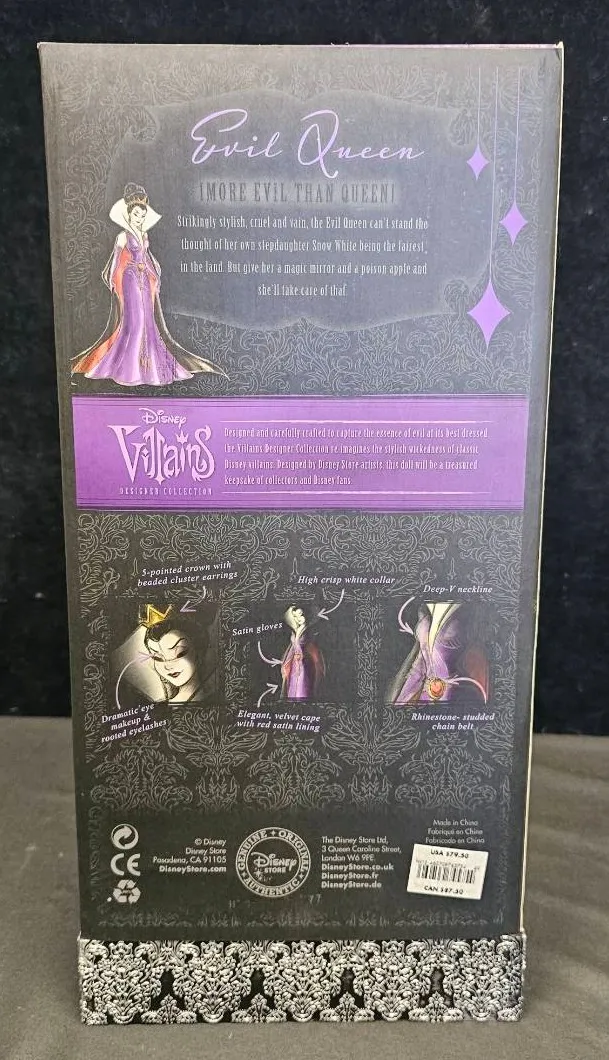 Evil Queen
!MORE EVIL THAN QUEEN!
Strikingly stylish, cruel and vain, the Evil Queen can't stand the
thought of her own stepdaughter Snow White being the fairest
in the land. But give her a magic mirror and a poison apple and
she'll take care of that.
Disney
Villains
DESIGNER COLLECTION
Designed and carefully crafted to capture the essence of evil at its best dressed,
the Villains Designer Collection re-imagines the stylish wickedness of classic
Disney villains. Designed by Disney Store artists, this doll will be a treasured
keepsake of collectors and Disney fans.
5-pointed crown with
beaded cluster earrings
High crisp white collar
Deep-V neckline
Satin gloves
Dramatic eye
makeup &
rooted eyelashes
Elegant, velvet cape
with red satin lining
Rhinestone- studded
chain belt
© Disney
Disney Store
Pasadena, CA 91105
DisneyStore.com
GENUINE • ORIGINAL
Disney
STORE
AUTHENTIC
The Disney Store Ltd,
3 Queen Caroline Street,
London W6 9PE
DisneyStore.co.uk
DisneyStore.fr
DisneyStore.de
Made in China
Fabriqué en Chine
Fabricado en China
USA $79.50
CAN $87.50
CE